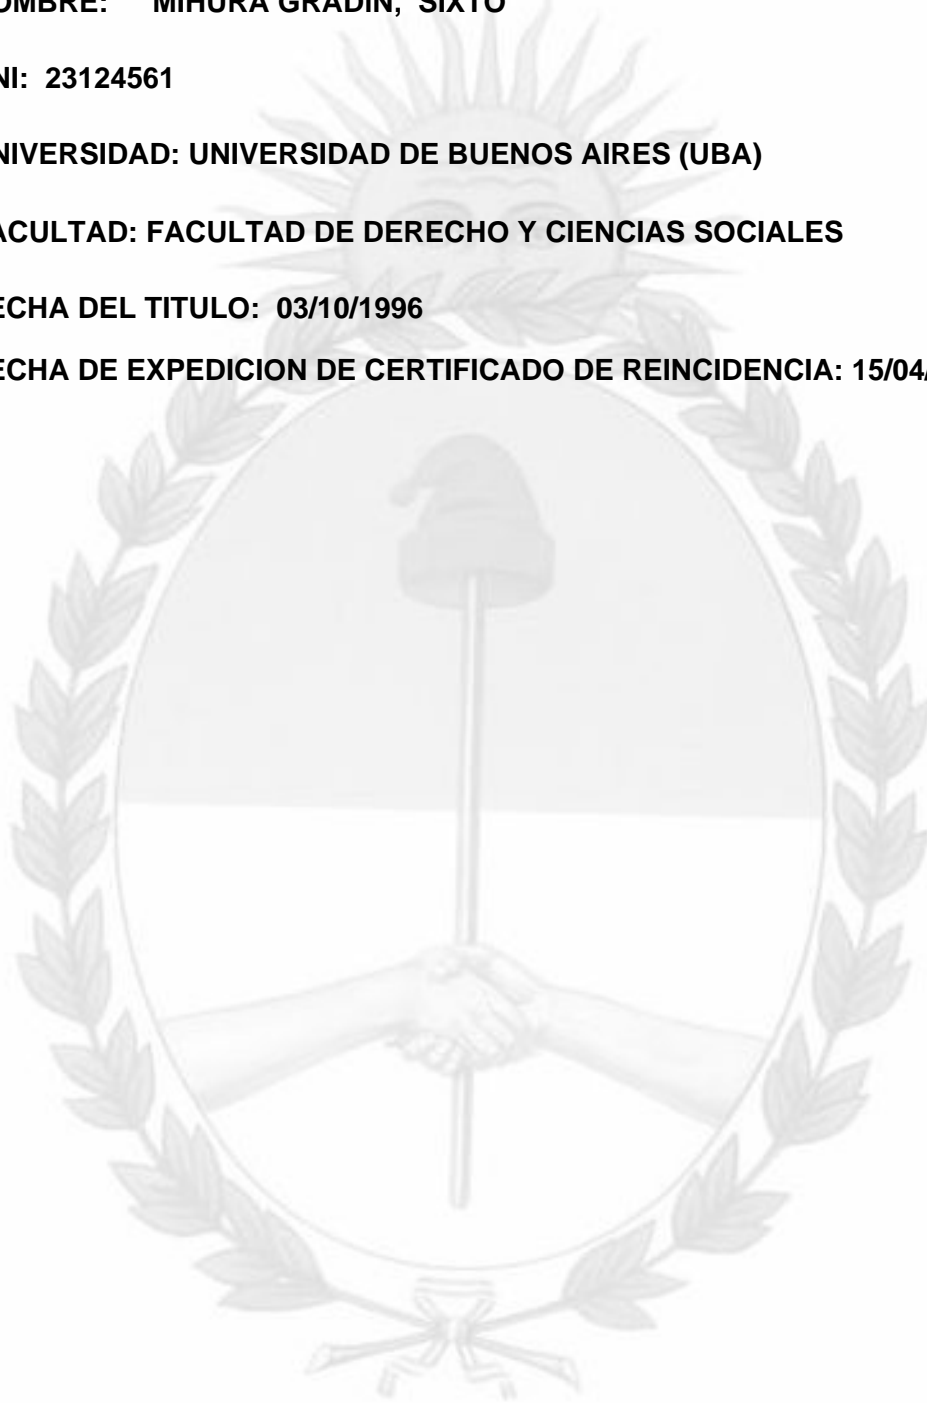 OMBRE: MIHURA GRADIN, SIXTO
NI: 23124561
NIVERSIDAD: UNIVERSIDAD DE BUENOS AIRES (UBA)
ACULTAD: FACULTAD DE DERECHO Y CIENCIAS SOCIALES
ECHA DEL TITULO: 03/10/1996
ECHA DE EXPEDICION DE CERTIFICADO DE REINCIDENCIA: 15/04/